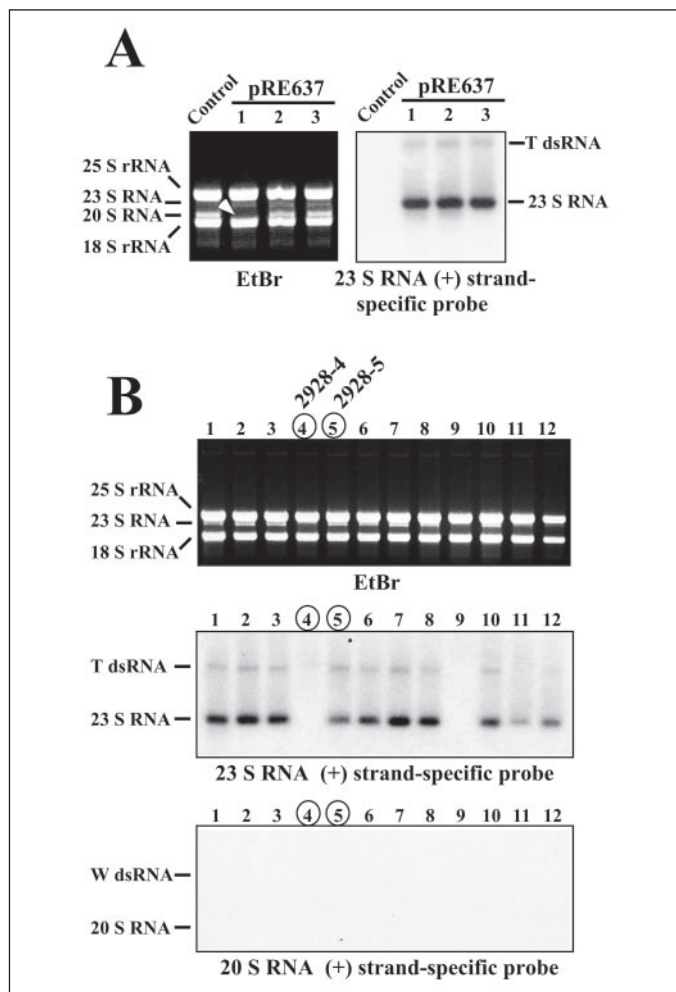 A
Control
pRE637
1 2 3
25 S rRNA
23 S RNA
20 S RNA
18 S rRNA
EtBr
Control
pRE637
1 2 3
T dsRNA
23 S RNA
23 S RNA (+) strand-
specific probe
B
2928-4
2928-5
1 2 3 4 5 6 7 8 9 10 11 12
25 S rRNA
23 S RNA
18 S rRNA
EtBr
1 2 3 4 5 6 7 8 9 10 11 12
T dsRNA
23 S RNA
23 S RNA (+) strand-specific probe
1 2 3 4 5 6 7 8 9 10 11 12
W dsRNA
20 S RNA
20 S RNA (+) strand-specific probe